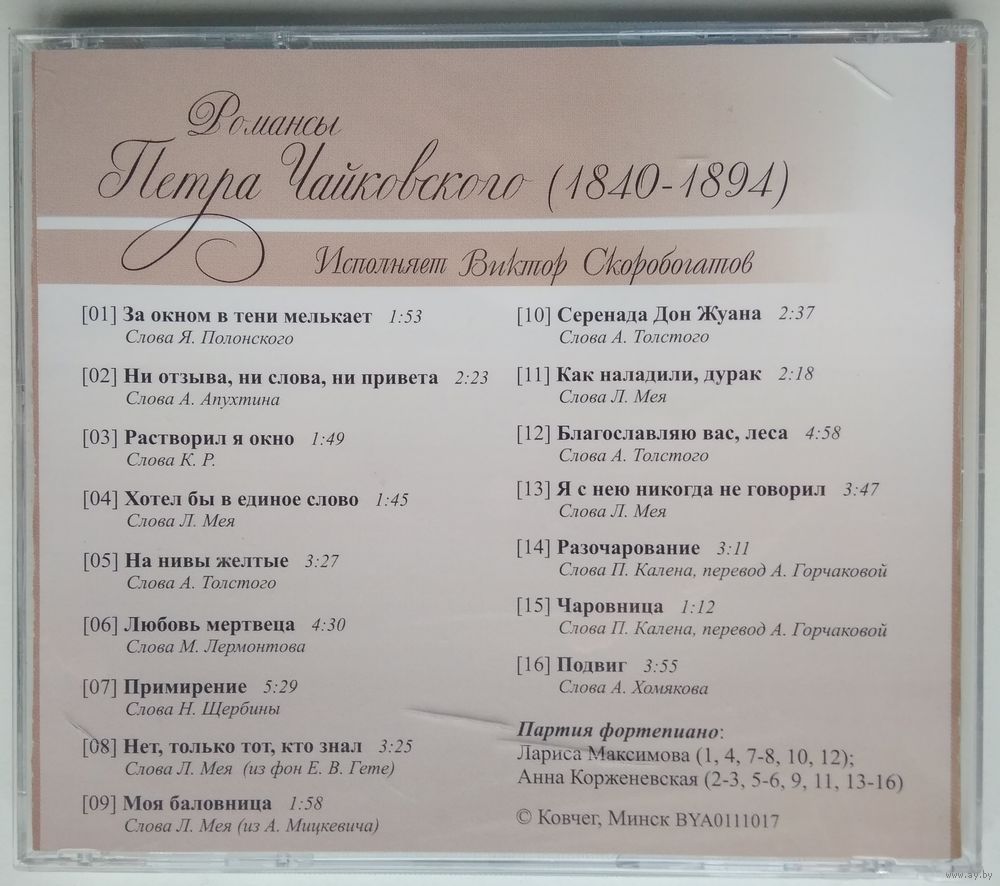 Романсы
Петра Чайковского (1840-1894)
Исполняет Виктор Скоробогатов
[01] За окном в тени мелькает 1:53
Слова Я. Полонского
[02] Ни отзыва, ни слова, ни привета 2:23
Слова А. Апухтина
[03] Растворил я окно 1:49
Слова К. Р.
[04] Хотел бы в единое слово 1:45
Слова Л. Мея
[05] На нивы желтые 3:27
Слова А. Толстого
[06] Любовь мертвеца 4:30
Слова М. Лермонтова
[07] Примирение 5:29
Слова Н. Щербины
[08] Нет, только тот, кто знал 3:25
Слова Л. Мея (из фон Е. В. Гете)
[09] Моя баловница 1:58
Слова Л. Мея (из А. Мицкевича)
[10] Серенада Дон Жуана 2:37
Слова А. Толстого
[11] Как наладили, дурак 2:18
Слова Л. Мея
[12] Благославляю вас, леса 4:58
Слова А. Толстого
[13] Я с нею никогда не говорил 3:47
Слова Л. Мея
[14] Разочарование 3:11
Слова П. Калена, перевод А. Горчаковой
[15] Чаровница 1:12
Слова П. Калена, перевод А. Горчаковой
[16] Подвиг 3:55
Слова А. Хомякова
Партия фортепиано:
Лариса Максимова (1, 4, 7-8, 10, 12);
Анна Корженевская (2-3, 5-6, 9, 11, 13-16)
© Ковчег, Минск BYA0111017
www.ay.by